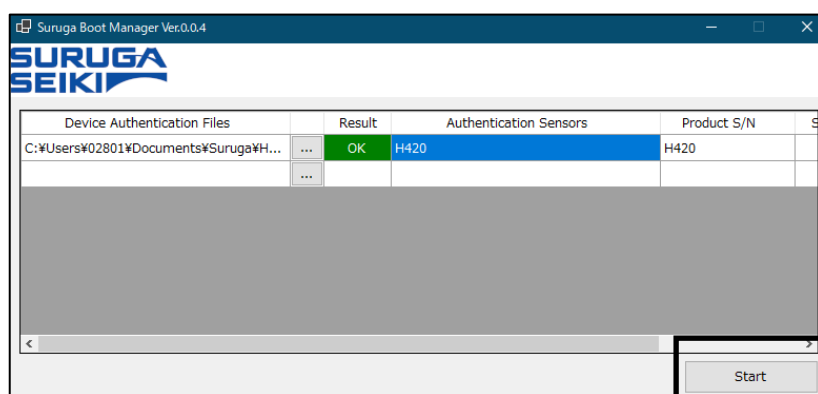 Suruga Boot Manager Ver.0.0.4
SURUGA
SEIKI
Device Authentication Files Result Authentication Sensors Product S/N S
C:¥Users¥02801¥Documents¥Suruga¥H... ... OK H420 H420
...
Start